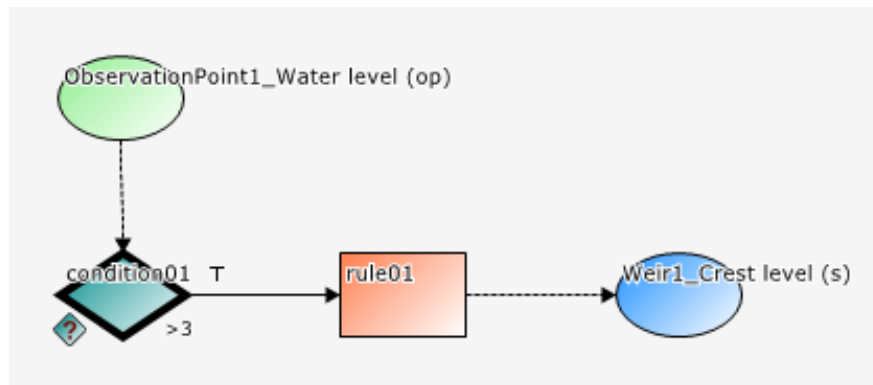 ObservationPoint1_Water level (op)
condition01 T
rule01
Weir1_Crest level (s)
?
>3